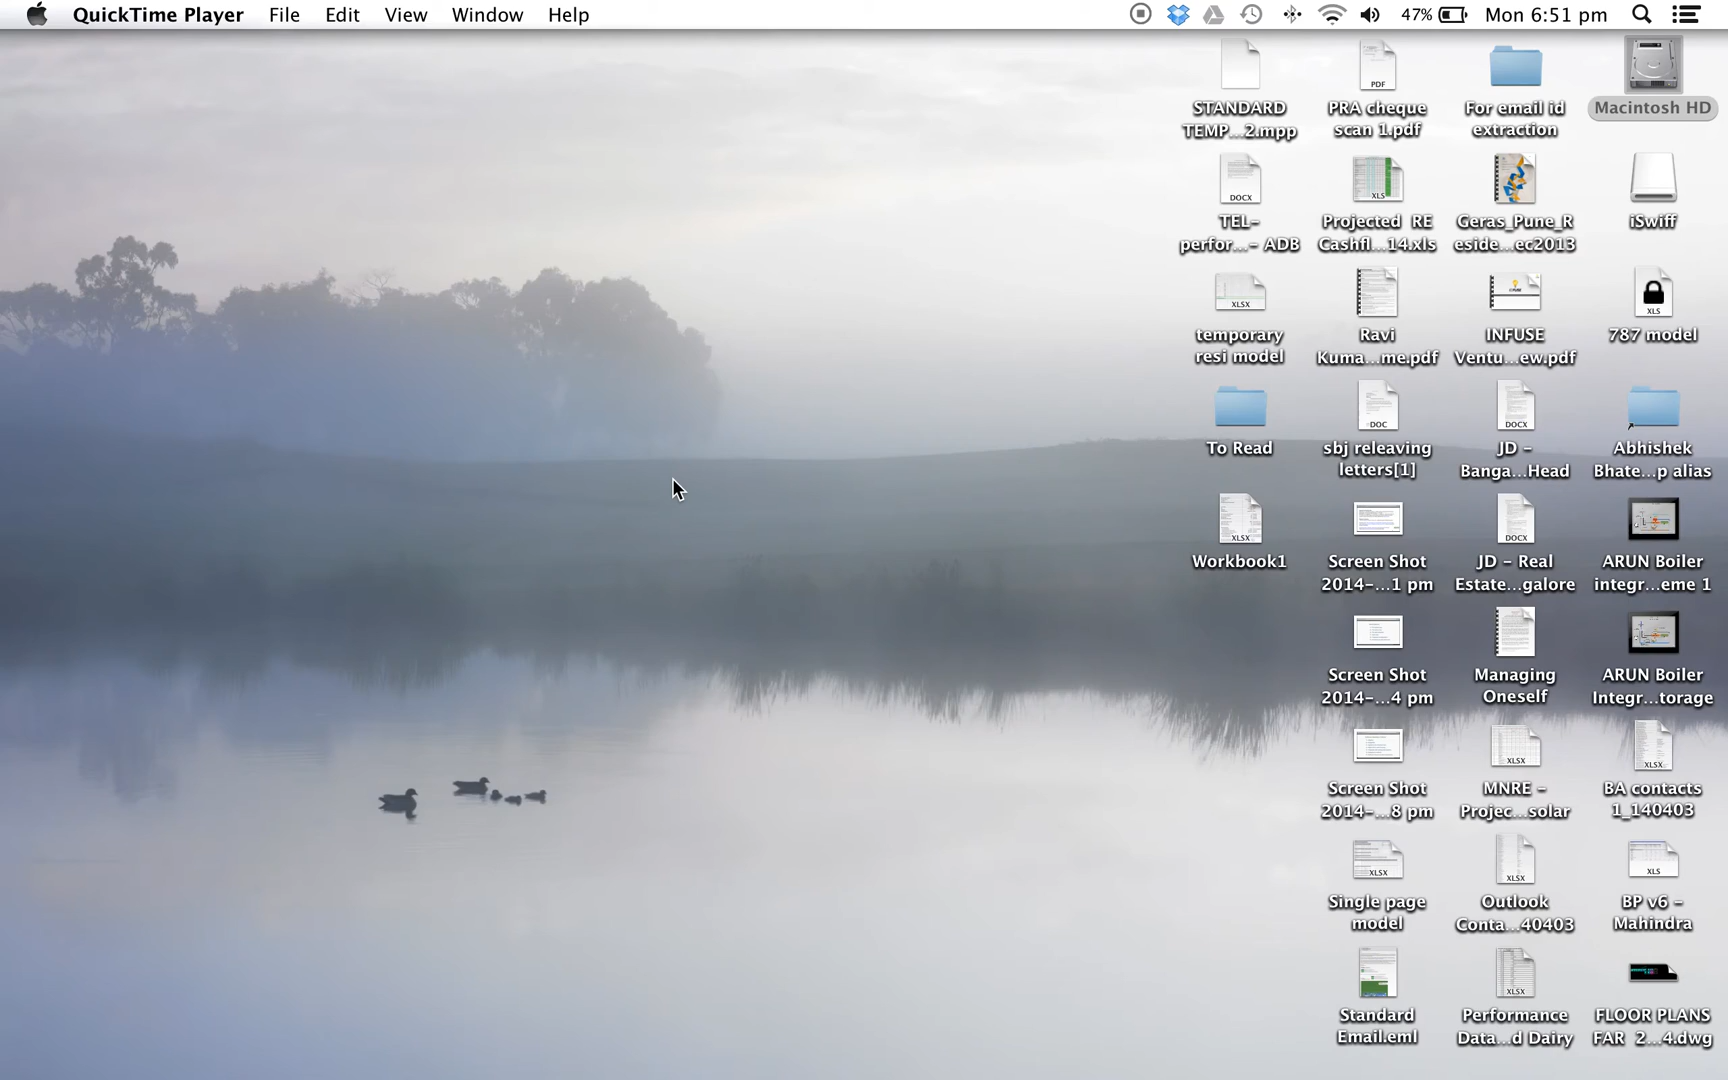 QuickTime Player File Edit View Window Help 47% Mon 6:51 pm
STANDARD
TEMP...2.mpp
PDF
PRA cheque
scan 1.pdf
For email id
extraction
Macintosh HD
DOCX
TEL-
perfor...- ADB
XLS
Projected RE
Cashfl...14.xls
Geras_Pune_R
eside...ec2013
iSwiff
XLSX
temporary
resi model
Ravi
Kuma...me.pdf
INFUSE
Ventu...ew.pdf
XLS
787 model
To Read
DOC
sbj releaving
letters[1]
DOCX
JD -
Banga...Head
Abhishek
Bhate...p alias
XLSX
Workbook1
Screen Shot
2014-...1 pm
DOCX
JD - Real
Estate...galore
ARUN Boiler
integr...eme 1
Screen Shot
2014-...4 pm
Managing
Oneself
ARUN Boiler
Integr...torage
Screen Shot
2014-...8 pm
XLSX
MNRE -
Projec...solar
XLSX
BA contacts
1_140403
XLSX
Single page
model
XLSX
Outlook
Conta...40403
XLS
BP v6 -
Mahindra
Standard
Email.eml
XLSX
Performance
Data...d Dairy
FLOOR PLANS
FAR 2...4.dwg